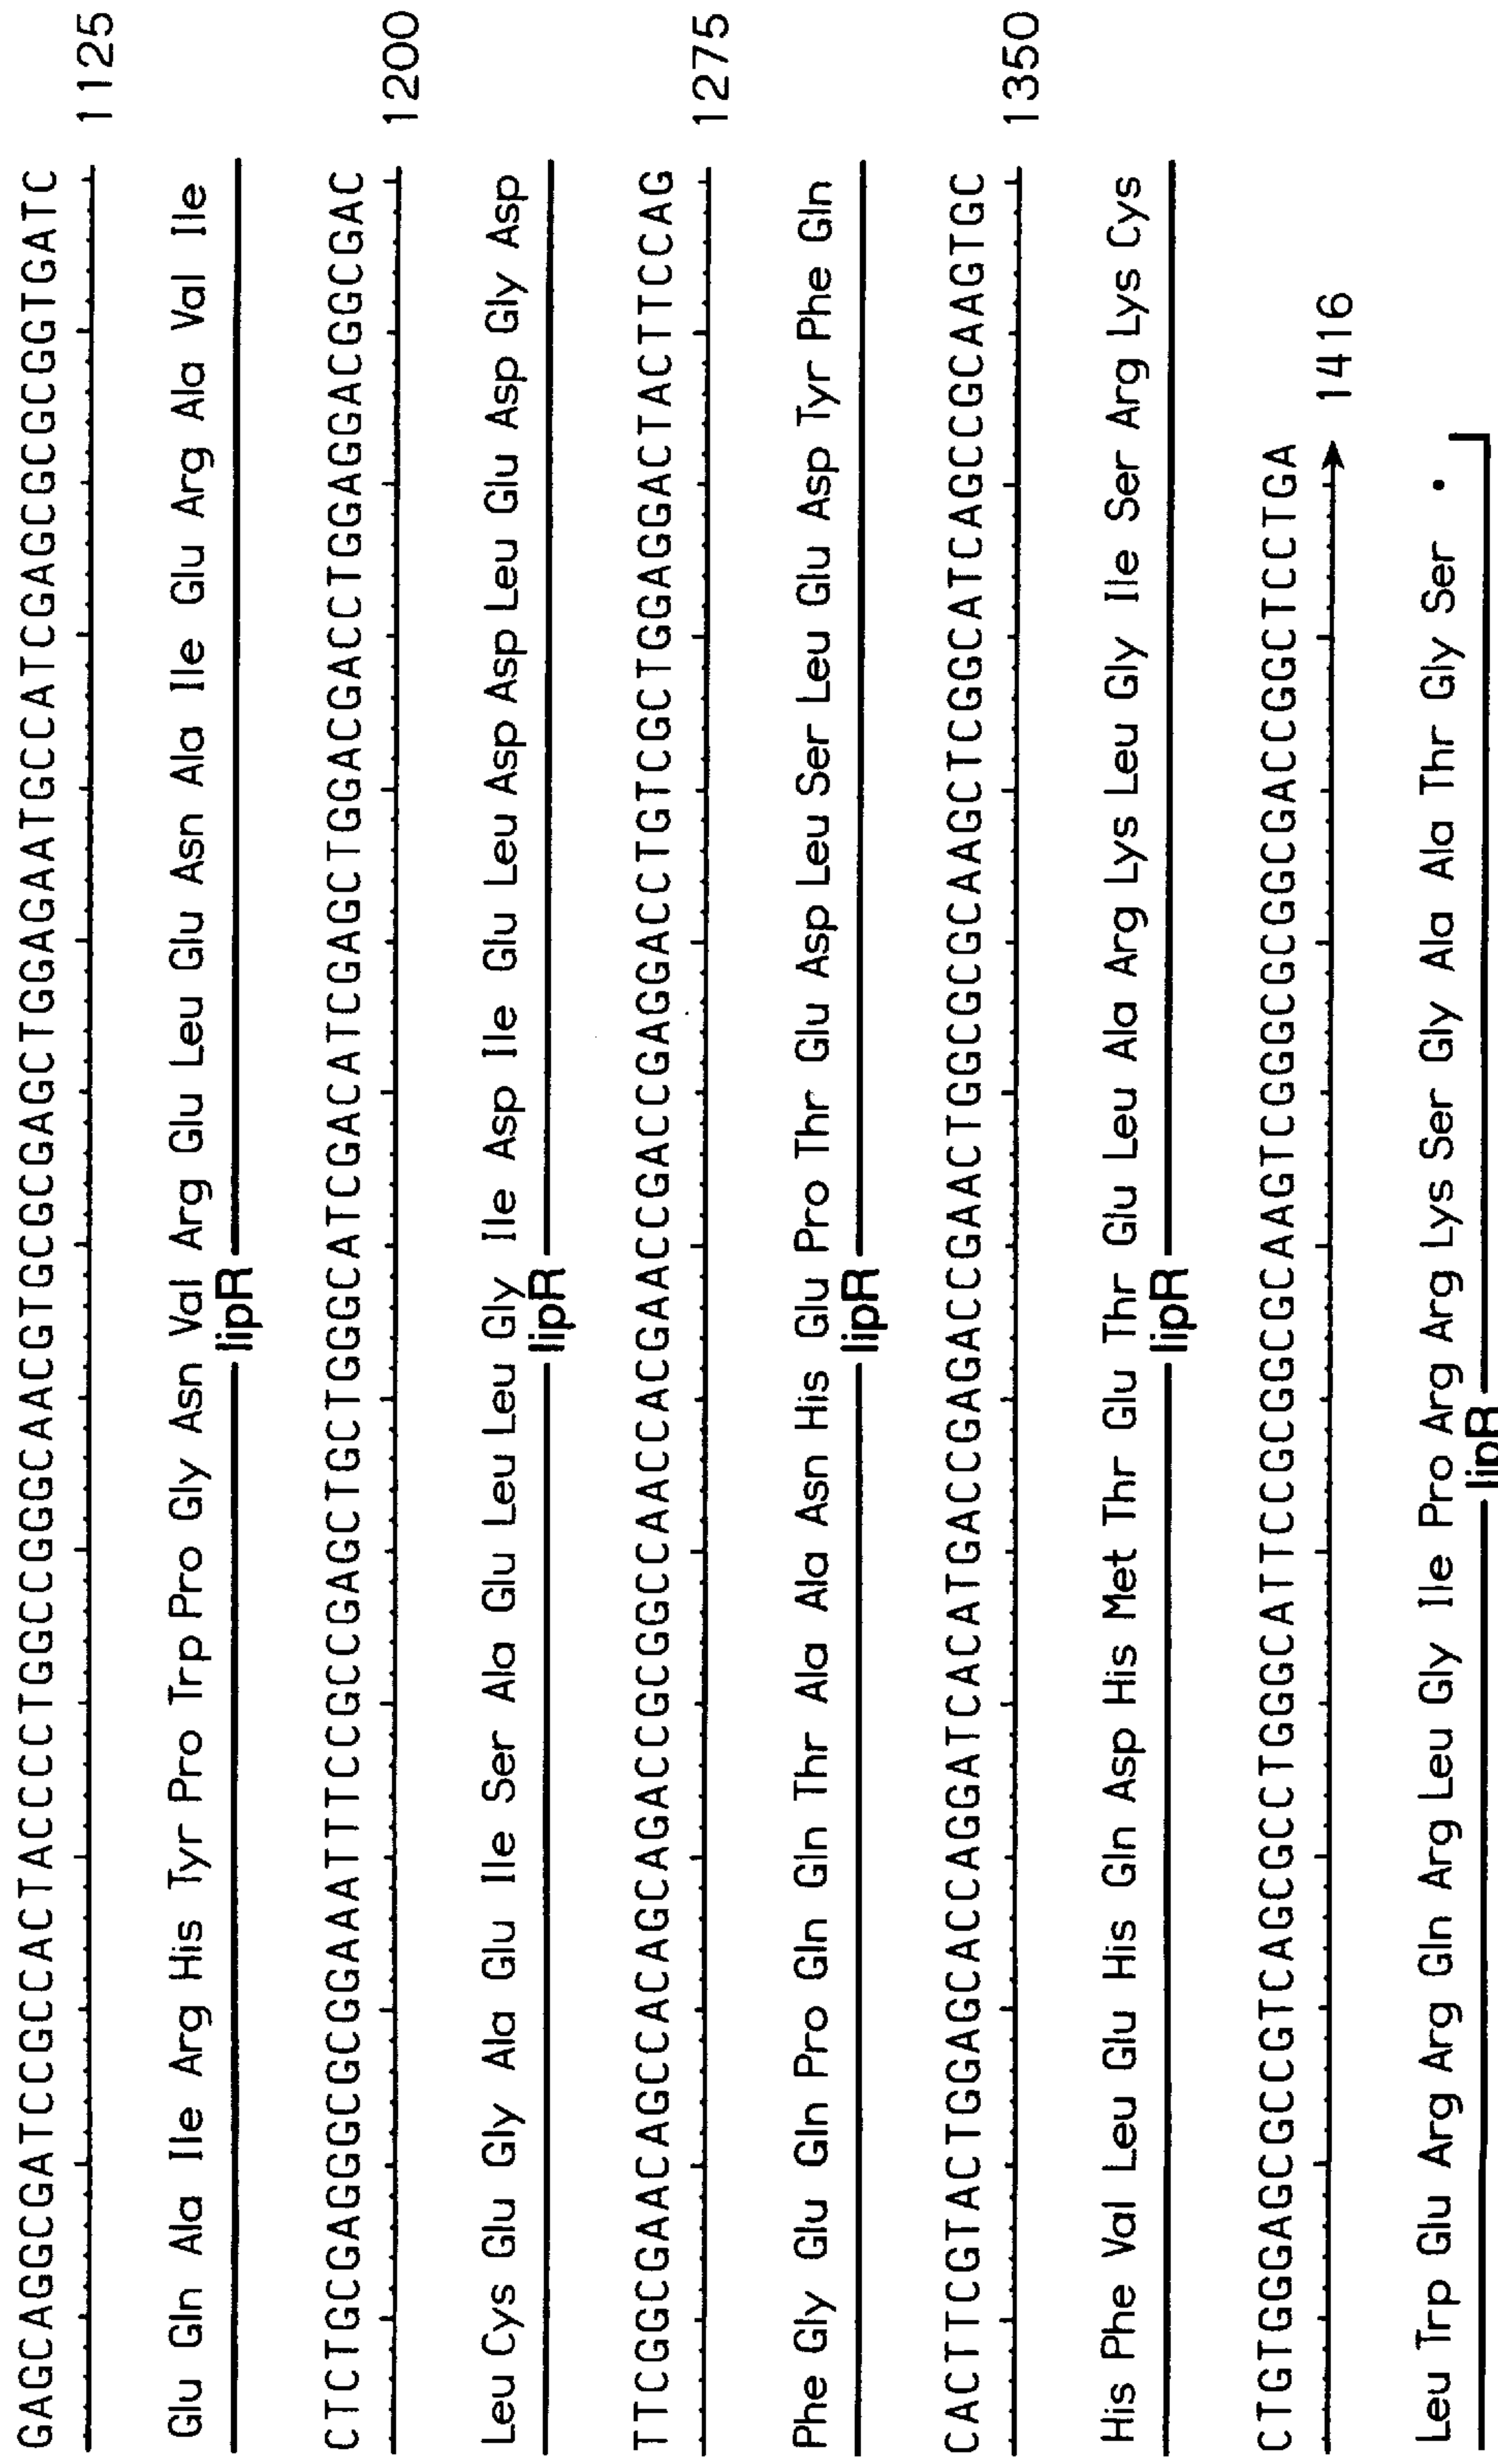 GAGCAGGCGATCCGCCACTACCCCTGGCCGGGCAACGTGCGCGAGCTGGAGAATGCCATCGAGCGCGCGGTGATC 1125
Glu Gln Ala Ile Arg His Tyr Pro Trp Pro Gly Asn Val Arg Glu Leu Glu Asn Ala Ile Glu Arg Ala Val Ile
lipR
CTCTGCGAGGGCGCGGAAATTTCCGCCGAGCTGCTGGGCATCGACATCGAGCTGGACGACCTGGAGGACGGCGAC 1200
Leu Cys Glu Gly Ala Glu Ile Ser Ala Glu Leu Leu Gly Ile Asp Ile Glu Leu Asp Asp Leu Glu Asp Gly Asp
lipR
TTCGGCGAACAGCCACAGCAGACCGCGGCCAACCACGAACCGACCGAGGACCTGTCGCTGGAGGACTACTTCCAG 1275
Phe Gly Glu Gln Pro Gln Gln Thr Ala Ala Asn His Glu Pro Thr Glu Asp Leu Ser Leu Glu Asp Tyr Phe Gln
lipR
CACTTCGTACTGGAGCACCAGGATCACATGACCGAGACCGAACTGGCGCGCAAGCTCGGCATCAGCCGCAAGTGC 1350
His Phe Val Leu Glu His Gln Asp His Met Thr Glu Thr Glu Leu Ala Arg Lys Leu Gly Ile Ser Arg Lys Cys
lipR
CTGTGGGAGCGCCGTCAGCGCCTGGGCATTCCGCGGCGCAAGTCGGGCGCGGCGACCGGCTCCTGA 1416
Leu Trp Glu Arg Arg Gln Arg Leu Gly Ile Pro Arg Arg Lys Ser Gly Ala Ala Thr Gly Ser •
lipR